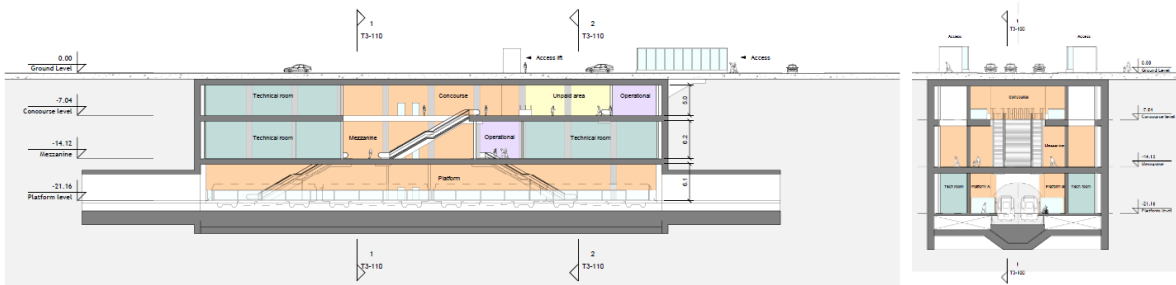 1
T3-110
2
T3-110
0.00
Ground Level
Access lift
Access
Technical room
Concourse
Unpaid area
Operational
5.0
-7.04
Concourse level
Technical room
Mezzanine
Operational
Technical room
6.2
-14.12
Mezzanine
Platform
6.1
-21.16
Platform level
1
T3-110
2
T3-110
1
T3-100
Access
Access
0.00
Ground Level
Concourse
-7.04
Concourse level
Mezzanine
-14.12
Mezzanine
Tech room
Platform A
Platform B
Tech room
-21.16
Platform level
1
T3-100